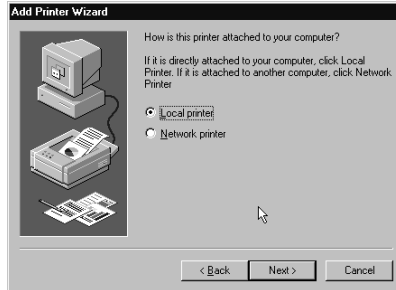 Add Printer Wizard
How is this printer attached to your computer?
If it is directly attached to your computer, click Local
Printer. If it is attached to another computer, click Network
Printer
Local printer
Network printer
< Back
Next >
Cancel